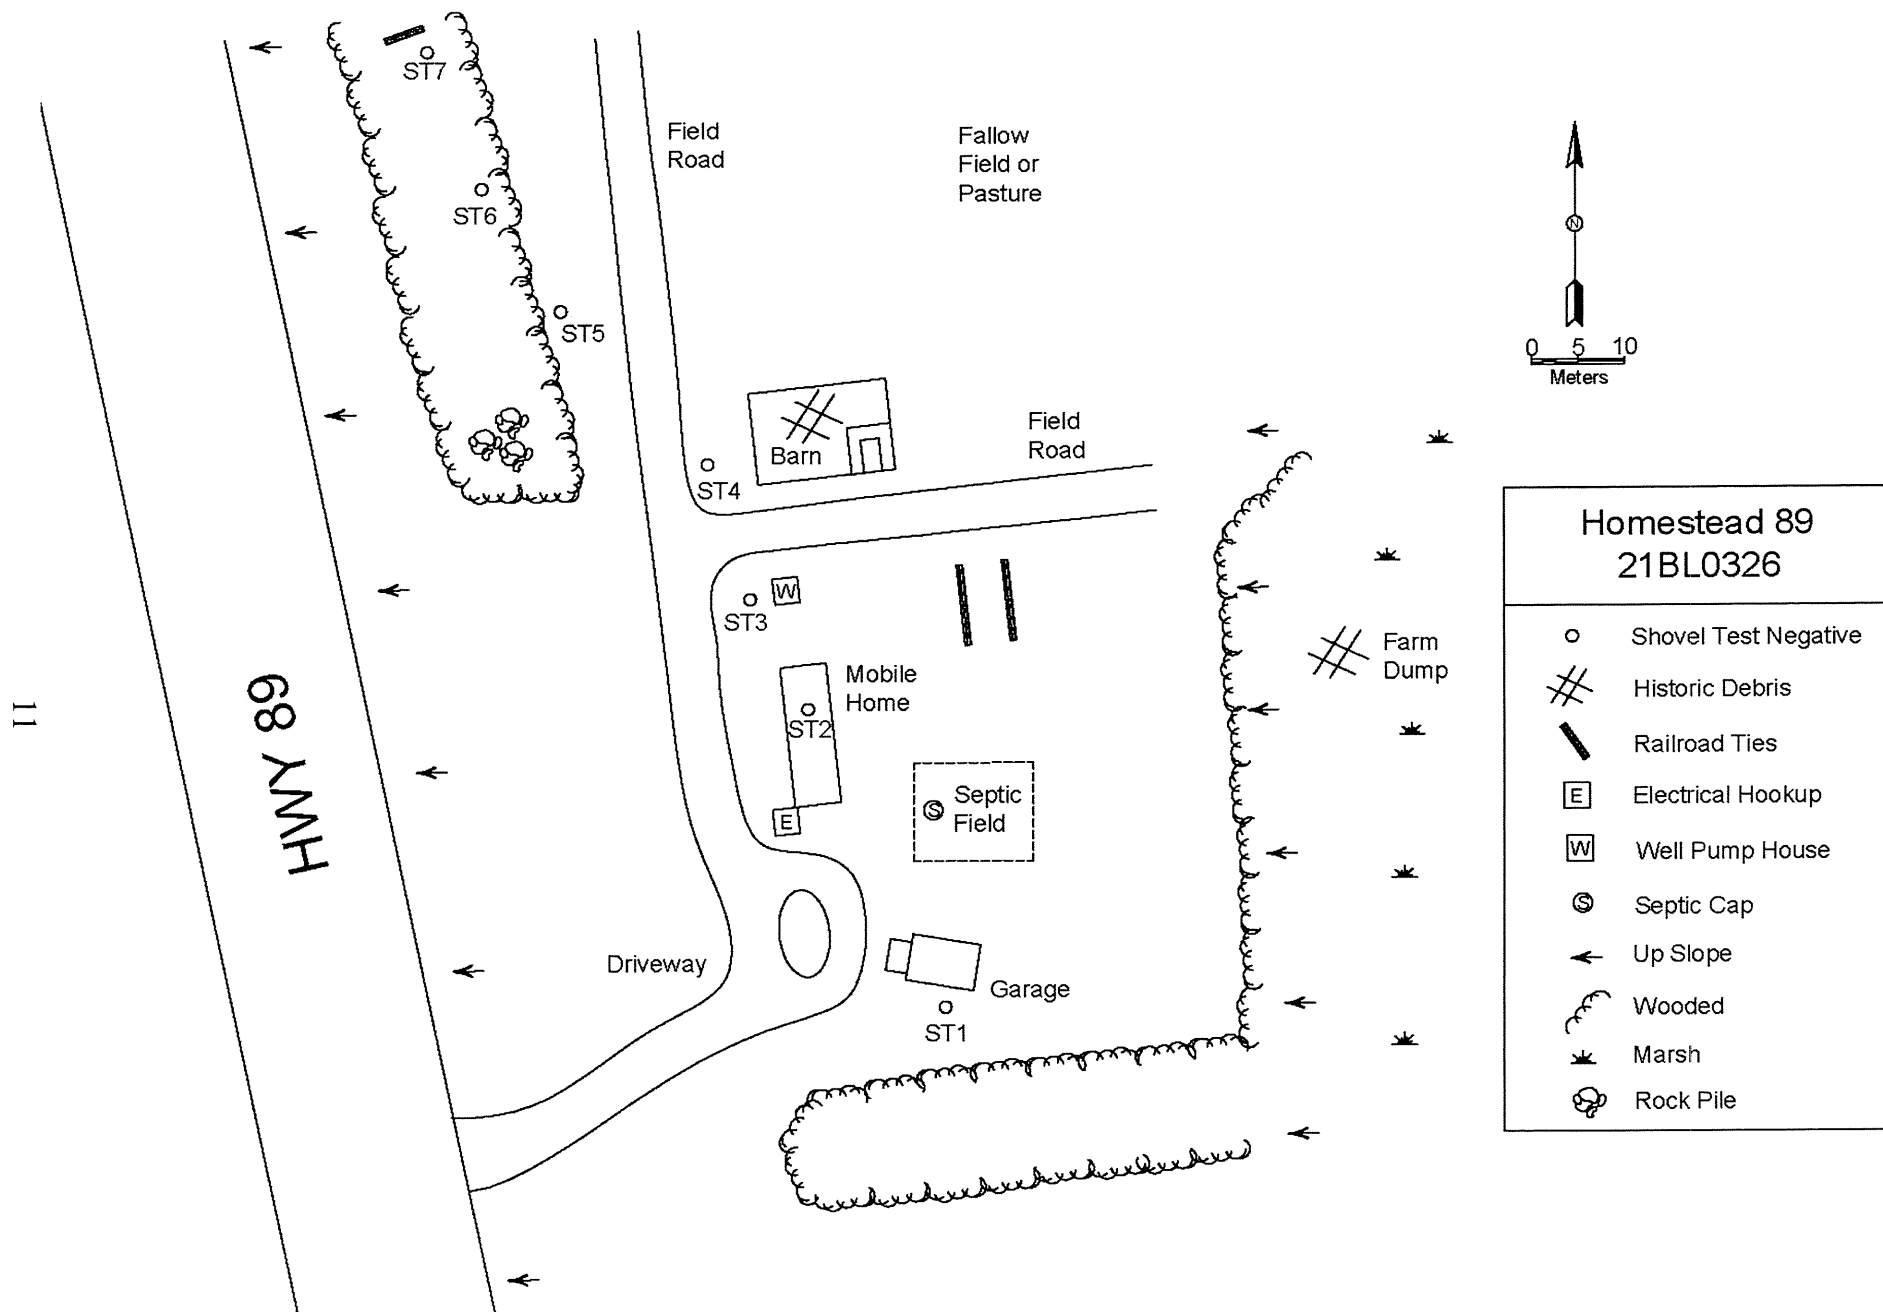 ST7
Field
Road
Fallow
Field or
Pasture
ST6
N
ST5
0 5 10
Meters
Barn
Field
Road
ST4
W
ST3
Mobile
Home
ST2
Farm
Dump
HWY 89
11
Septic
Field
S
E
Driveway
Garage
ST1
Homestead 89
21BL0326
Shovel Test Negative
Historic Debris
Railroad Ties
E Electrical Hookup
W Well Pump House
S Septic Cap
Up Slope
Wooded
Marsh
Rock Pile